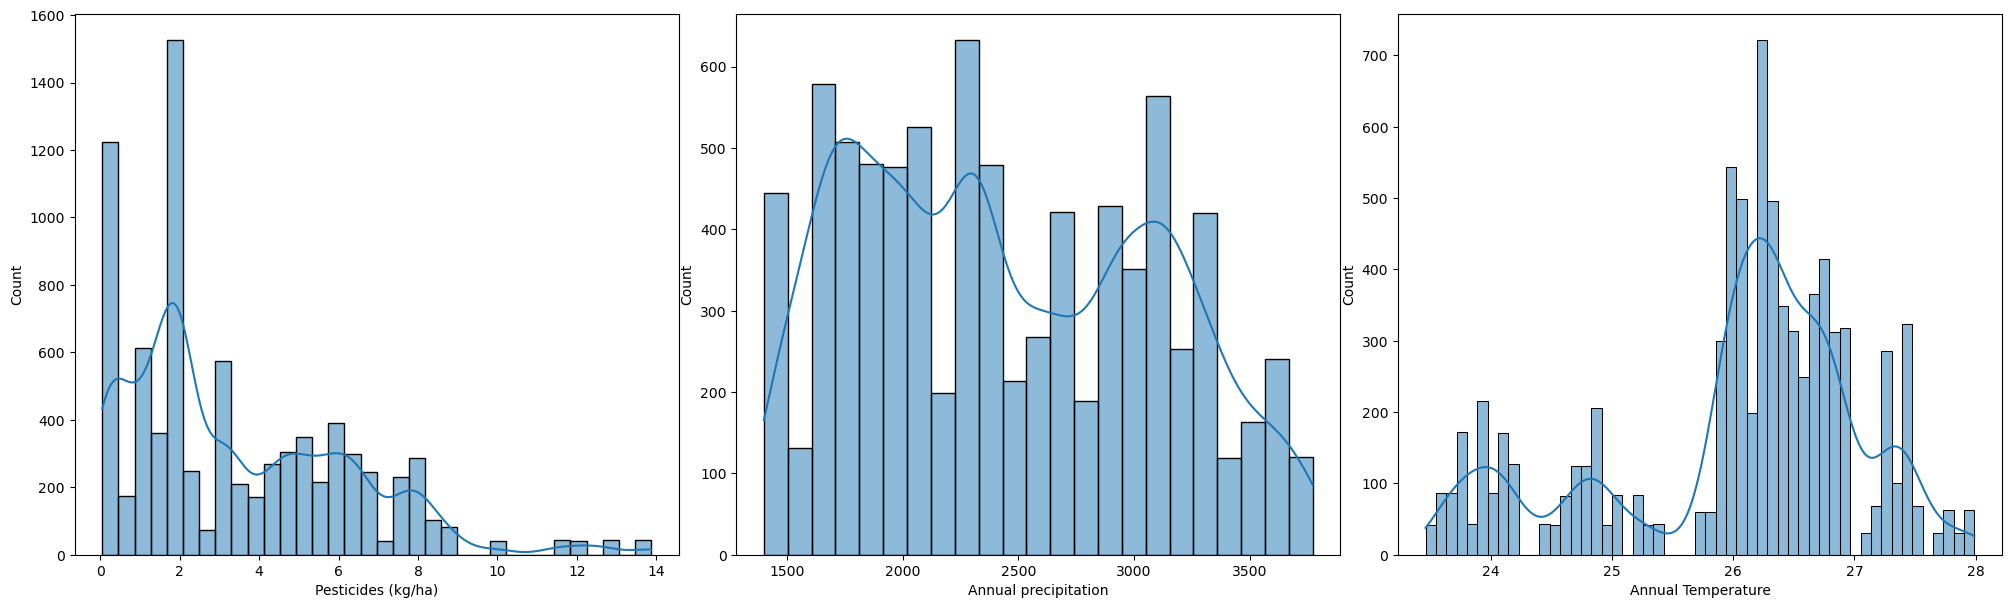 1600
1400
1200
1000
800
600
400
200
0
Count
0 2 4 6 8 10 12 14
Pesticides (kg/ha)
600
500
400
300
200
100
0
Count
1500 2000 2500 3000 3500
Annual precipitation
700
600
500
400
300
200
100
0
Count
24 25 26 27 28
Annual Temperature